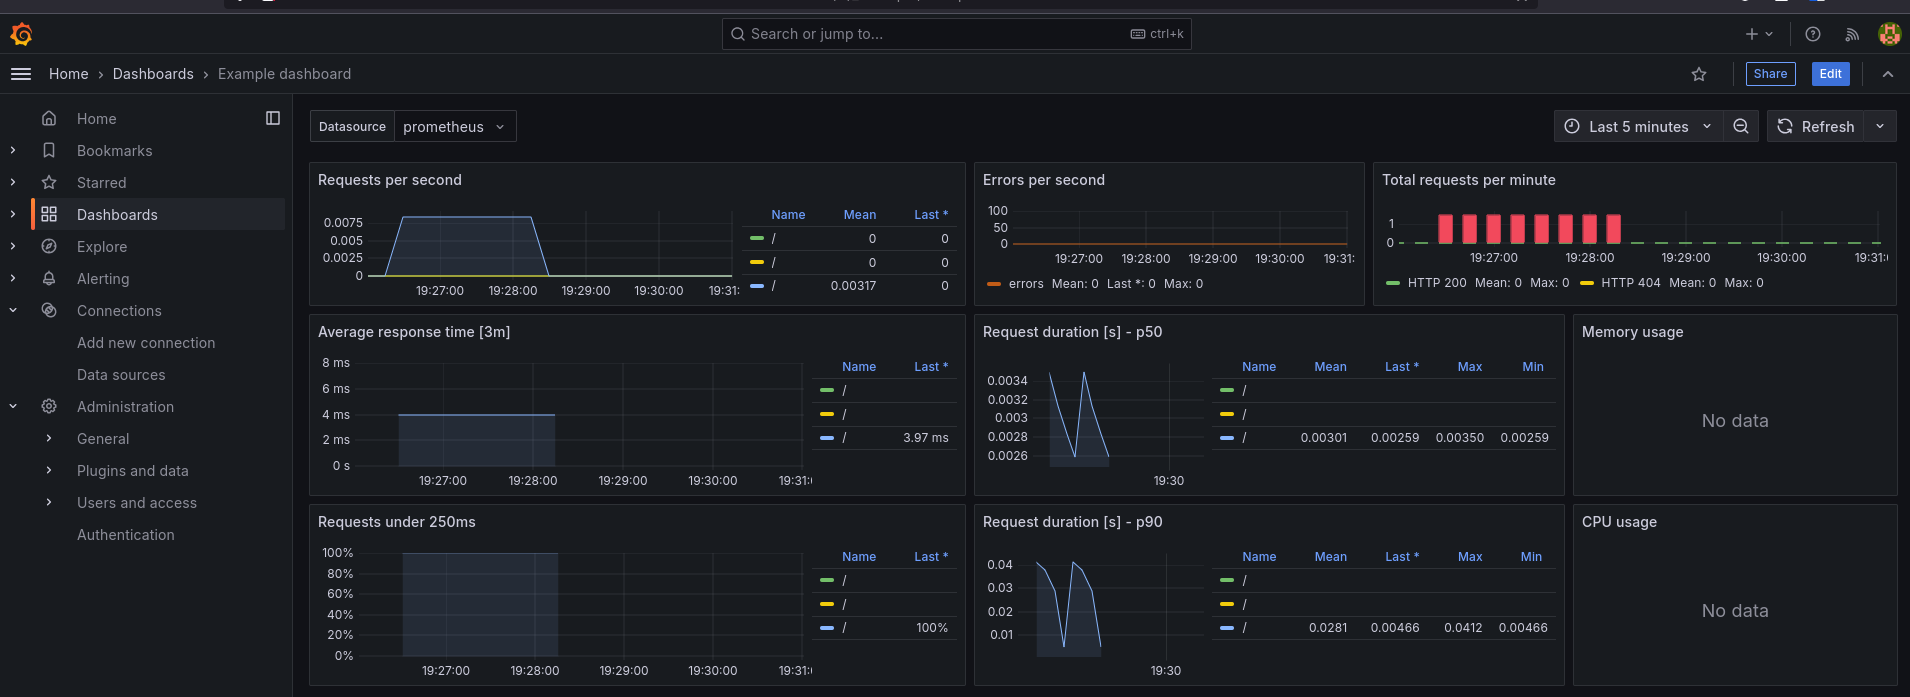 Search or jump to... ctrl+k
Home › Dashboards › Example dashboard
Share Edit
Home
Bookmarks
Starred
Dashboards
Explore
Alerting
Connections
Add new connection
Data sources
Administration
General
Plugins and data
Users and access
Authentication
Datasource prometheus
Last 5 minutes Refresh
Requests per second
0.0075
0.005
0.0025
0
19:27:00 19:28:00 19:29:00 19:30:00 19:31:
Name Mean Last *
/ 0 0
/ 0 0
/ 0.00317 0
Errors per second
100
50
0
19:27:00 19:28:00 19:29:00 19:30:00 19:31:
errors Mean: 0 Last *: 0 Max: 0
Total requests per minute
1
0
19:27:00 19:28:00 19:29:00 19:30:00 19:31:
HTTP 200 Mean: 0 Max: 0 HTTP 404 Mean: 0 Max: 0
Average response time [3m]
8 ms
6 ms
4 ms
2 ms
0 s
19:27:00 19:28:00 19:29:00 19:30:00 19:31:
Name Last *
/
/
/ 3.97 ms
Request duration [s] - p50
0.0034
0.0032
0.003
0.0028
0.0026
19:30
Name Mean Last * Max Min
/
/
/ 0.00301 0.00259 0.00350 0.00259
Memory usage
No data
Requests under 250ms
100%
80%
60%
40%
20%
0%
19:27:00 19:28:00 19:29:00 19:30:00 19:31:
Name Last *
/
/
/ 100%
Request duration [s] - p90
0.04
0.03
0.02
0.01
19:30
Name Mean Last * Max Min
/
/
/ 0.0281 0.00466 0.0412 0.00466
CPU usage
No data